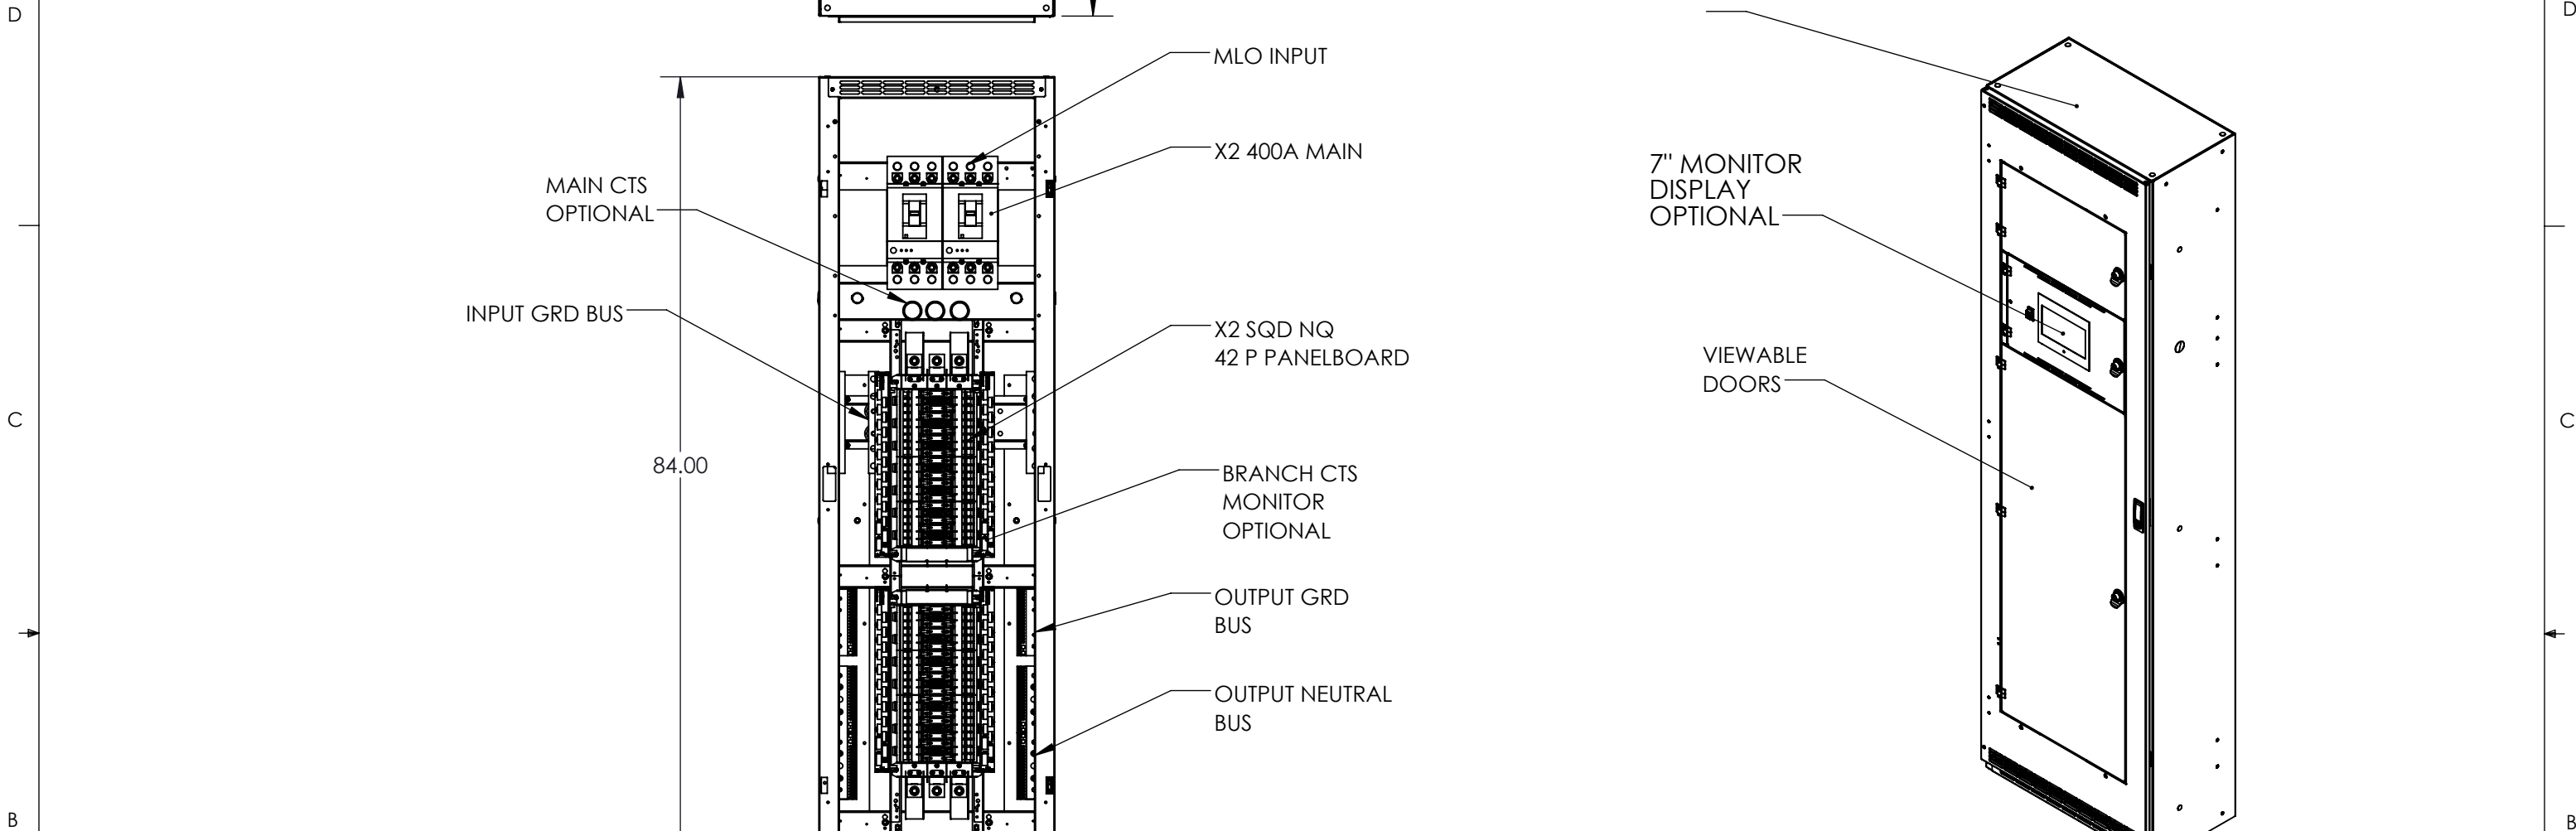 D
D
MLO INPUT
X2 400A MAIN
MAIN CTS
OPTIONAL
INPUT GRD BUS
X2 SQD NQ
42 P PANELBOARD
84.00
BRANCH CTS
MONITOR
OPTIONAL
OUTPUT GRD
BUS
OUTPUT NEUTRAL
BUS
7" MONITOR
DISPLAY
OPTIONAL
VIEWABLE
DOORS
C
C
B
B